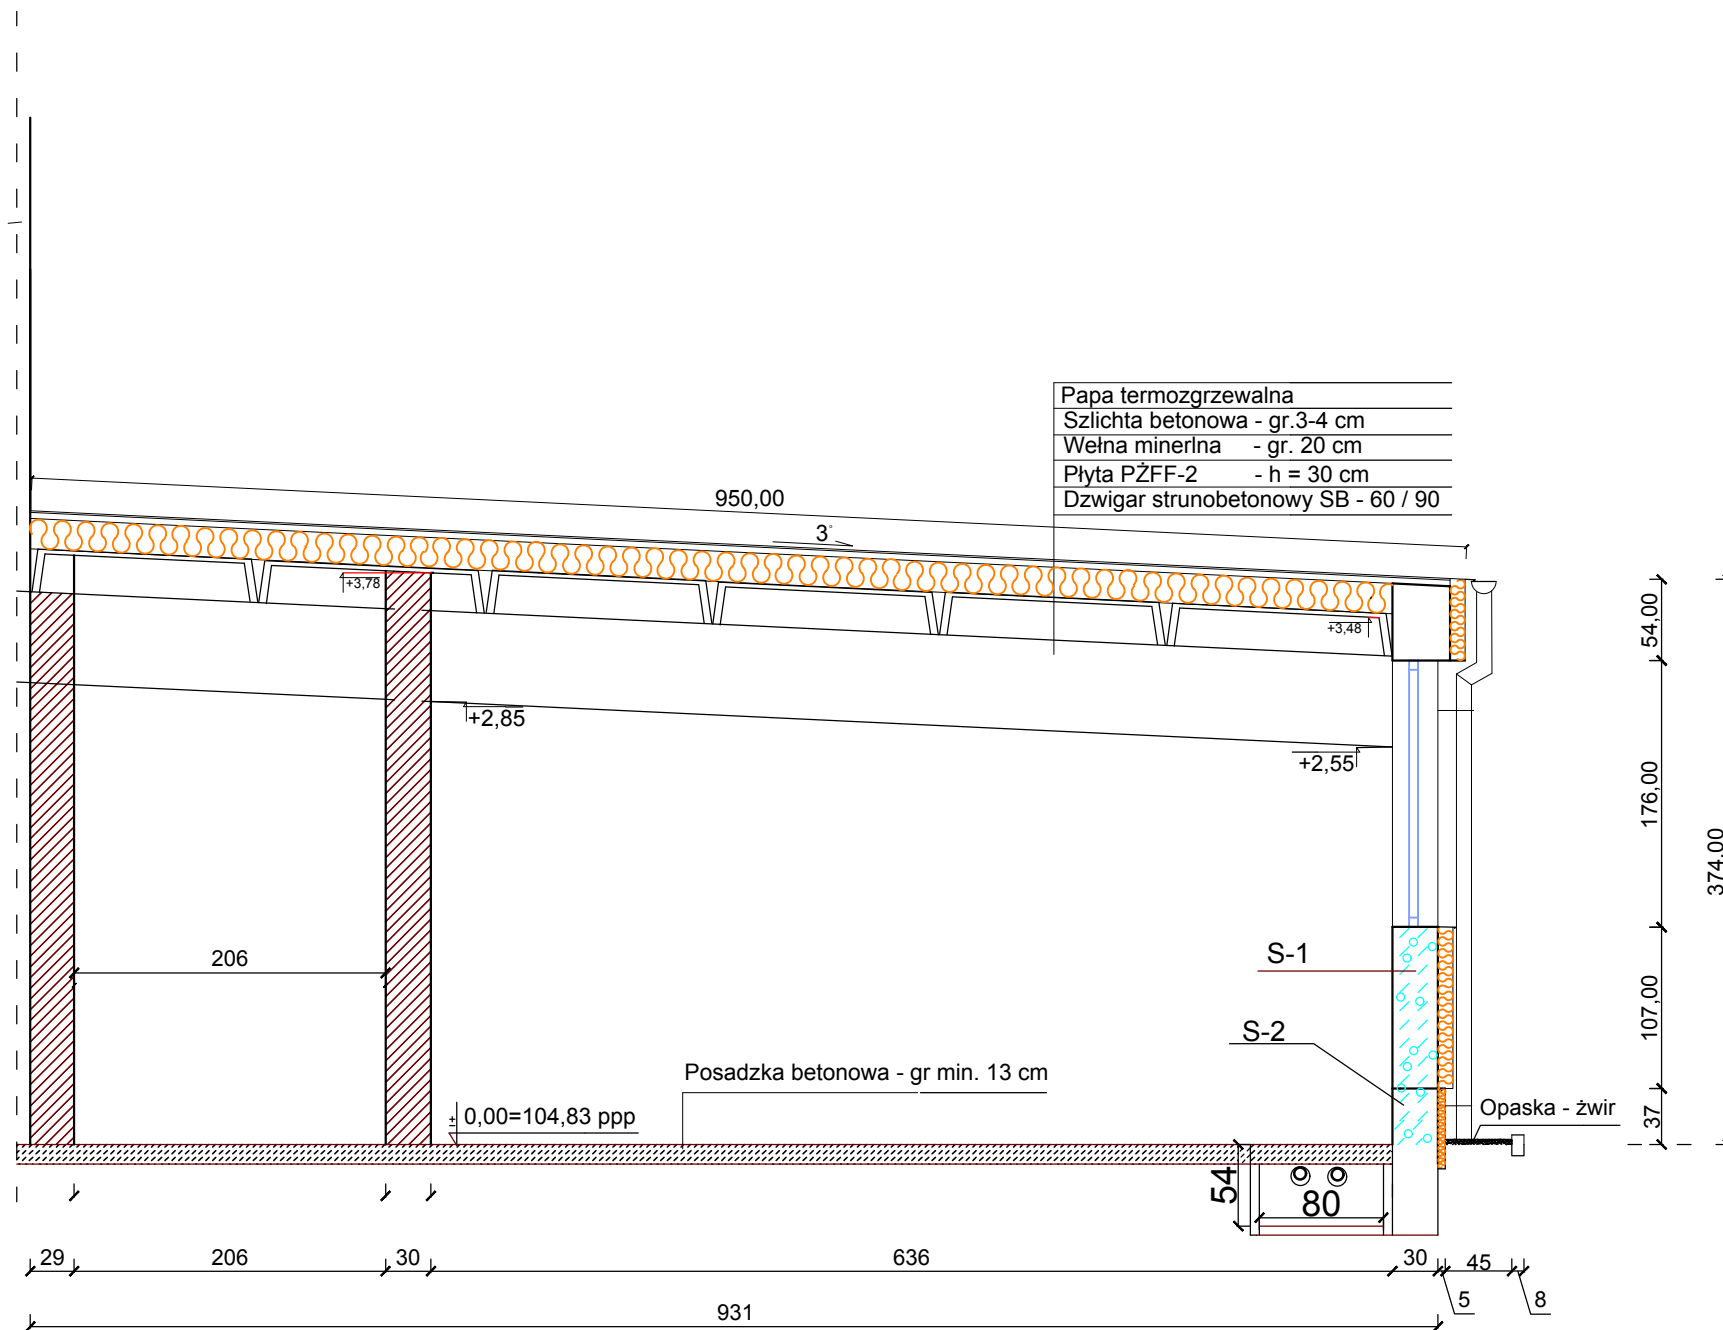 Papa termozgrzewalna
Szlichta betonowa - gr.3-4 cm
Wełna minerlna - gr. 20 cm
Płyta PŻFF-2 - h = 30 cm
Dzwigar strunobetonowy SB - 60 / 90
950,00
3°
+3,78
+3,48
54,00
+2,85
+2,55
176,00
374,00
206
S-1
107,00
S-2
Posadzka betonowa - gr min. 13 cm
± 0,00=104,83 ppp
Opaska - żwir
37
54
80
29
206
30
636
30
45
5
8
931